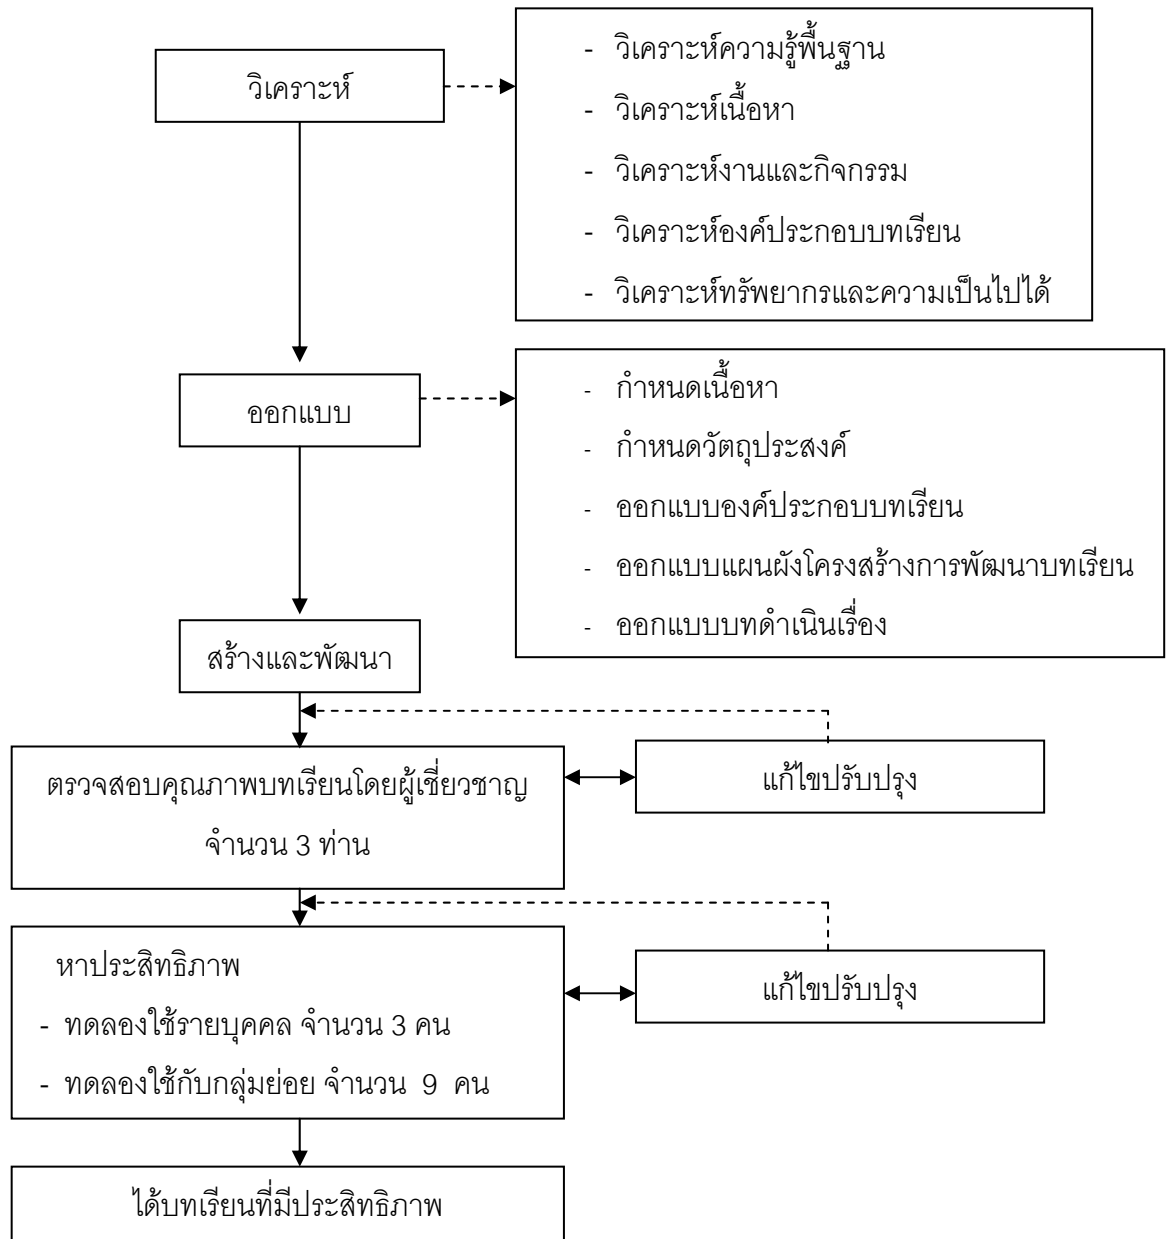 วิเคราะห์
- วิเคราะห์ความรู้พื้นฐาน
- วิเคราะห์เนื้อหา
- วิเคราะห์งานและกิจกรรม
- วิเคราะห์องค์ประกอบบทเรียน
- วิเคราะห์ทรัพยากรและความเป็นไปได้
ออกแบบ
- กำหนดเนื้อหา
- กำหนดวัตถุประสงค์
- ออกแบบองค์ประกอบบทเรียน
- ออกแบบแผนผังโครงสร้างการพัฒนาบทเรียน
- ออกแบบบทดำเนินเรื่อง
สร้างและพัฒนา
ตรวจสอบคุณภาพบทเรียนโดยผู้เชี่ยวชาญ
จำนวน 3 ท่าน
แก้ไขปรับปรุง
หาประสิทธิภาพ
- ทดลองใช้รายบุคคล จำนวน 3 คน
- ทดลองใช้กับกลุ่มย่อย จำนวน 9 คน
แก้ไขปรับปรุง
ได้บทเรียนที่มีประสิทธิภาพ